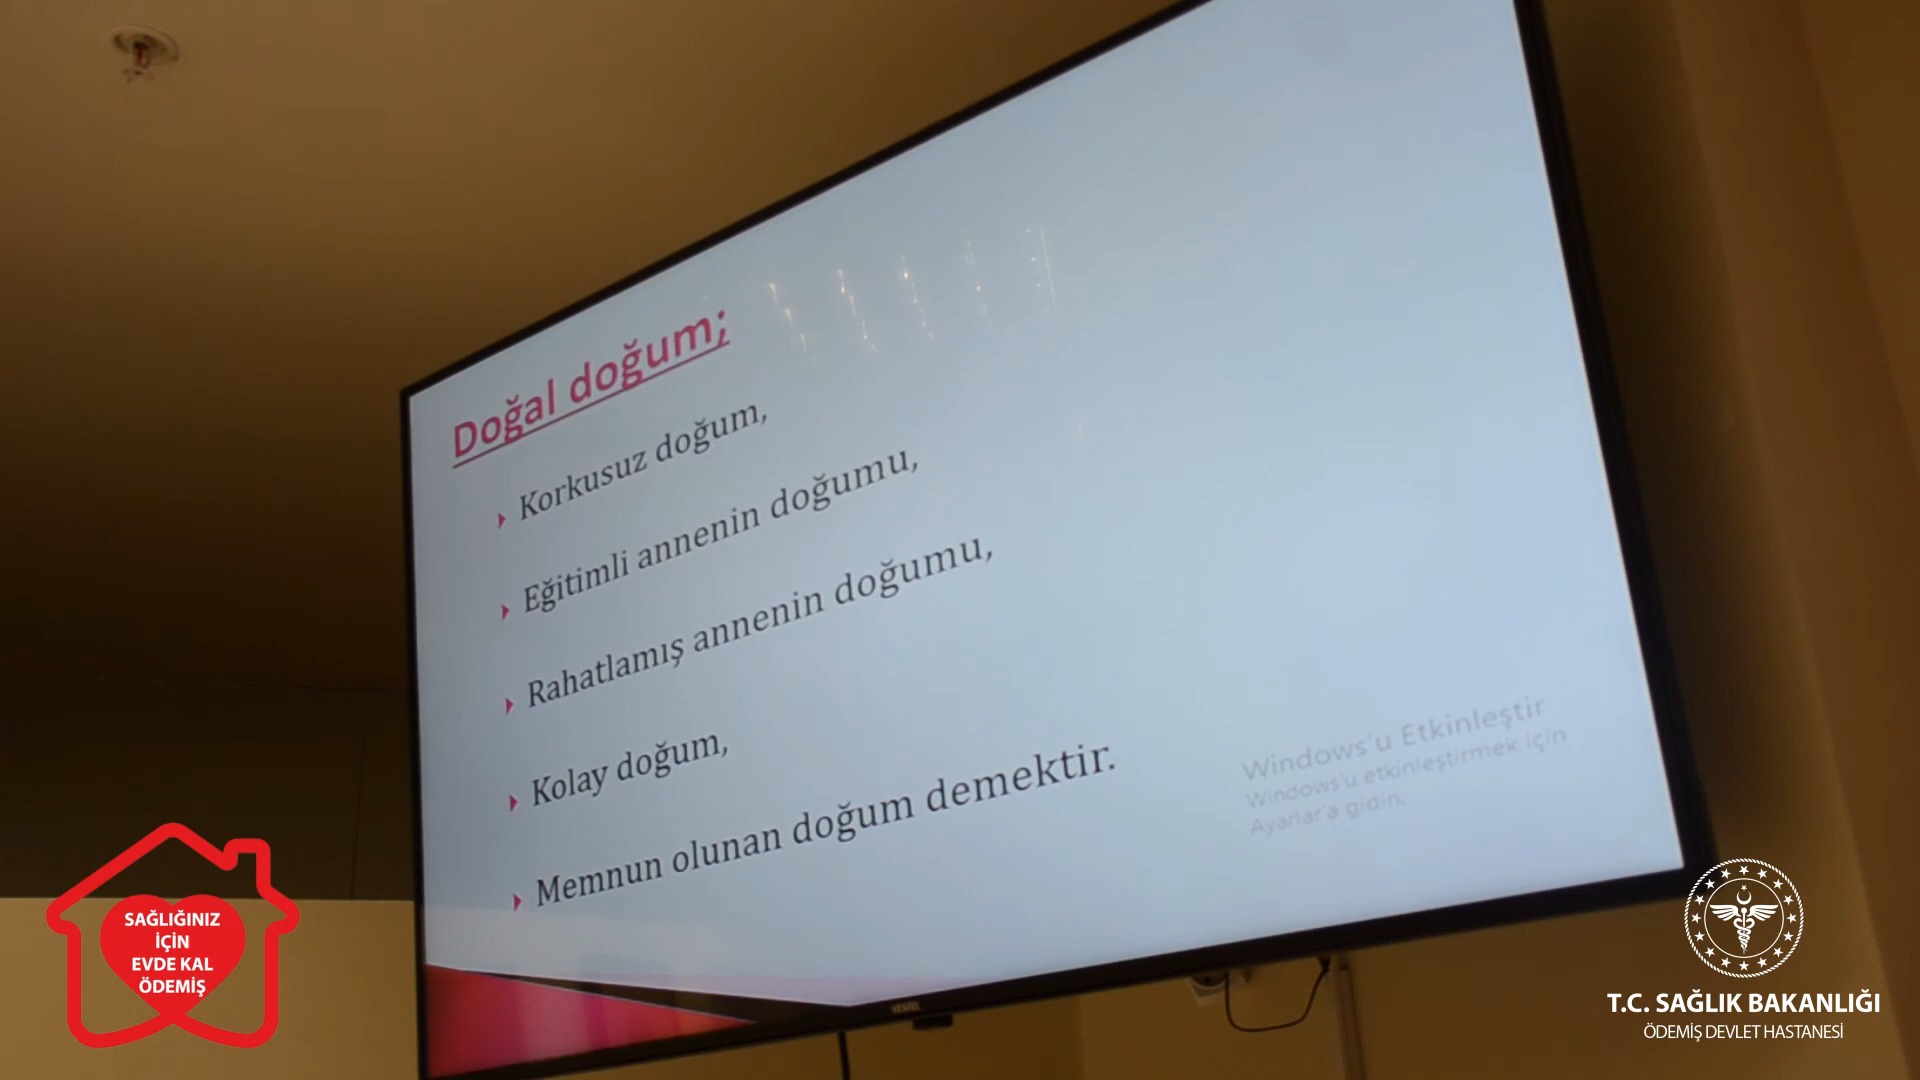 Doğal doğum;
Korkusuz doğum,
Eğitimli annenin doğumu,
Rahatlamış annenin doğumu,
Kolay doğum,
Memnun olunan doğum demektir.
Windows'u Etkinleştir
Windows'u etkinleştirmek için
Ayarlar'a gidin.
VESTEL
SAĞLIĞINIZ
İÇİN
EVDE KAL
ÖDEMİŞ
T.C. SAĞLIK BAKANLIĞI
ÖDEMİŞ DEVLET HASTANESİ